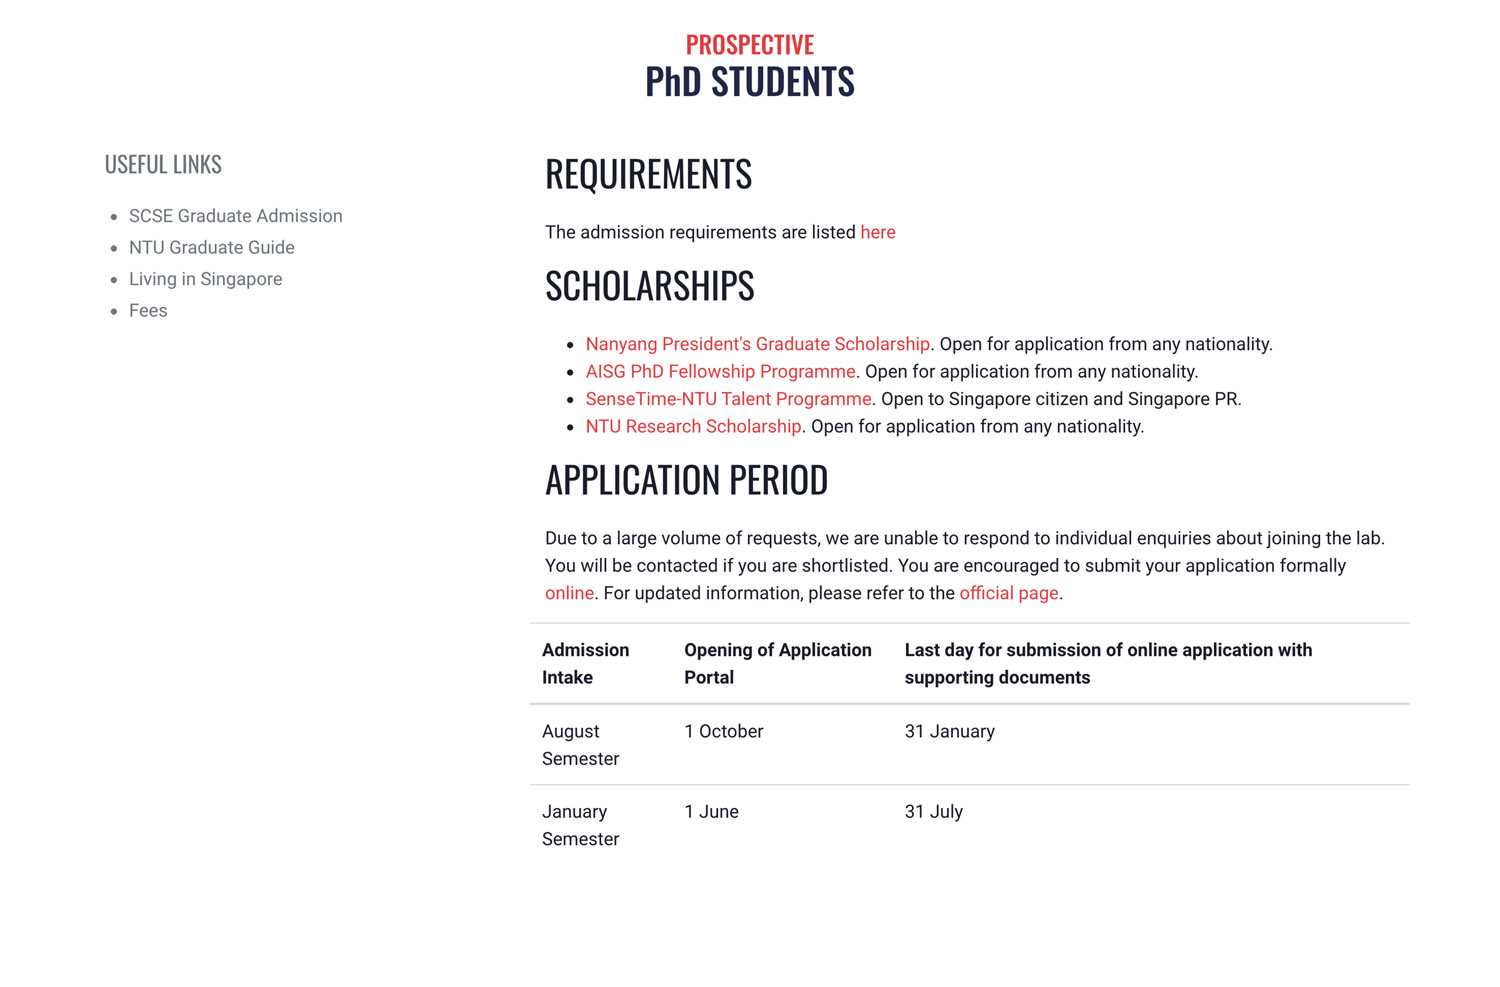 PROSPECTIVE
PhD STUDENTS
USEFUL LINKS
SCSE Graduate Admission
NTU Graduate Guide
Living in Singapore
Fees
REQUIREMENTS
The admission requirements are listed here
SCHOLARSHIPS
Nanyang President's Graduate Scholarship. Open for application from any nationality.
AISG PhD Fellowship Programme. Open for application from any nationality.
SenseTime-NTU Talent Programme. Open to Singapore citizen and Singapore PR.
NTU Research Scholarship. Open for application from any nationality.
APPLICATION PERIOD
Due to a large volume of requests, we are unable to respond to individual enquiries about joining the lab.
You will be contacted if you are shortlisted. You are encouraged to submit your application formally
online. For updated information, please refer to the official page.
Admission
Intake
Opening of Application
Portal
Last day for submission of online application with
supporting documents
August
Semester
1 October
31 January
January
Semester
1 June
31 July